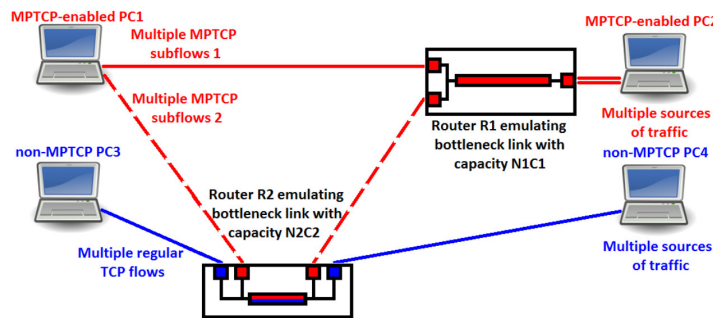 MPTCP-enabled PC1
Multiple MPTCP
subflows 1
Multiple MPTCP
subflows 2
MPTCP-enabled PC2
Multiple sources
of traffic
Router R1 emulating
bottleneck link with
capacity N1C1
non-MPTCP PC3
non-MPTCP PC4
Router R2 emulating
bottleneck link with
capacity N2C2
Multiple regular
TCP flows
Multiple sources
of traffic